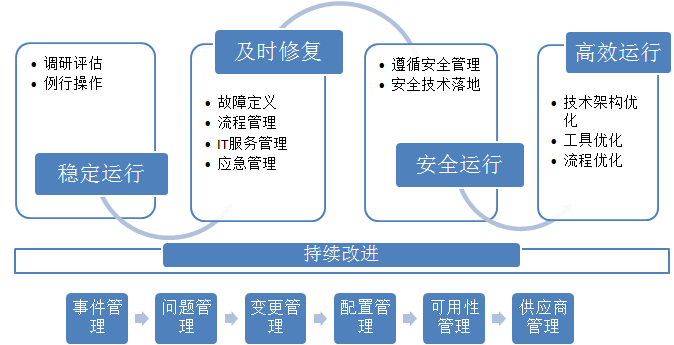 调研评估
例行操作
稳定运行
及时修复
故障定义
流程管理
IT服务管理
应急管理
遵循安全管理
安全技术落地
安全运行
高效运行
技术架构优
化
工具优化
流程优化
持续改进
事件管
理
问题管
理
变更管
理
配置管
理
可用性
管理
供应商
管理